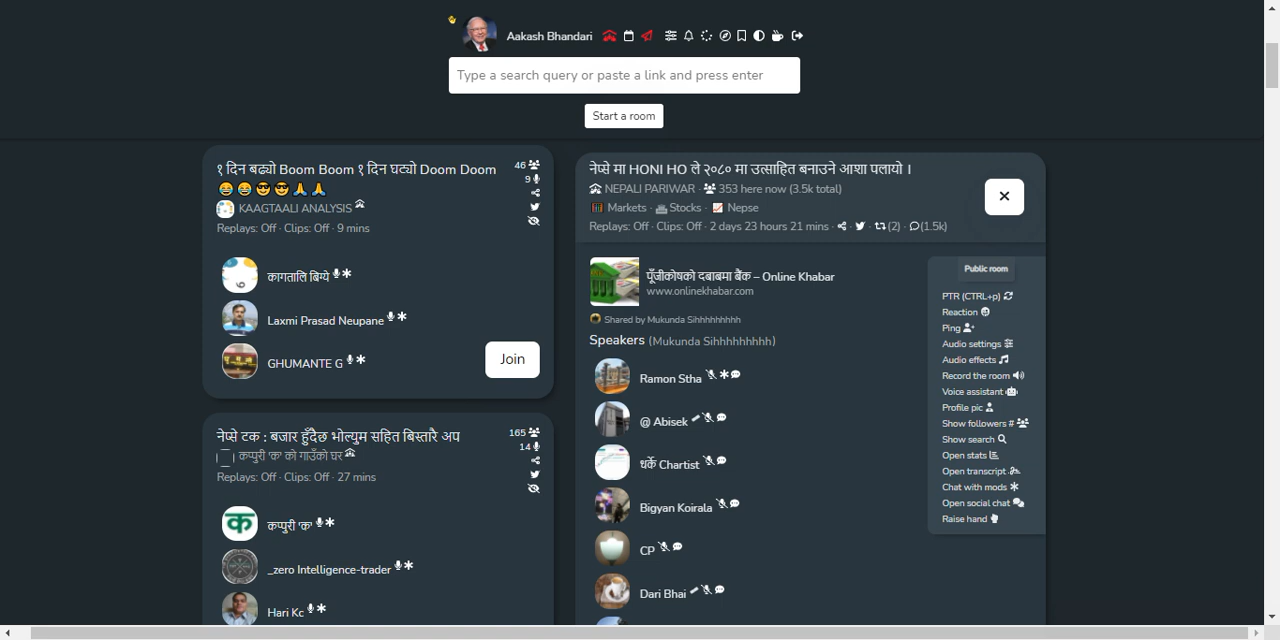 Aakash Bhandari
Type a search query or paste a link and press enter
Start a room
१ दिन बढ्यो Boom Boom १ दिन घट्यो Doom Doom
46
9
KAAGTAALI ANALYSIS
Replays: Off · Clips: Off · 9 mins
कागतालि बिग्ये
Laxmi Prasad Neupane
GHUMANTE G
Join
नेप्से टक : बजार हुँदैछ भोल्युम सहित बिस्तारै अप
165
14
कप्पुरी 'क' को गाउँको घर
Replays: Off · Clips: Off · 27 mins
क
कप्पुरी 'क'
_zero Intelligence-trader
Hari Kc
नेप्से मा HONI HO ले २०८० मा उत्साहित बनाउने आशा पलायो ।
NEPALI PARIWAR · 353 here now (3.5k total)
Markets · Stocks · Nepse
Replays: Off · Clips: Off · 2 days 23 hours 21 mins · · · (2) · (1.5k)
पूँजीकोषको दबाबमा बैंक – Online Khabar
www.onlinekhabar.com
Shared by Mukunda Sihhhhhhhhh
Speakers (Mukunda Sihhhhhhhhh)
Ramon Stha
@ Abisek
धर्के Chartist
Bigyan Koirala
CP
Dari Bhai
Public room
PTR (CTRL+p)
Reaction
Ping
Audio settings
Audio effects
Record the room
Voice assistant
Profile pic
Show followers #
Show search
Open stats
Open transcript
Chat with mods
Open social chat
Raise hand